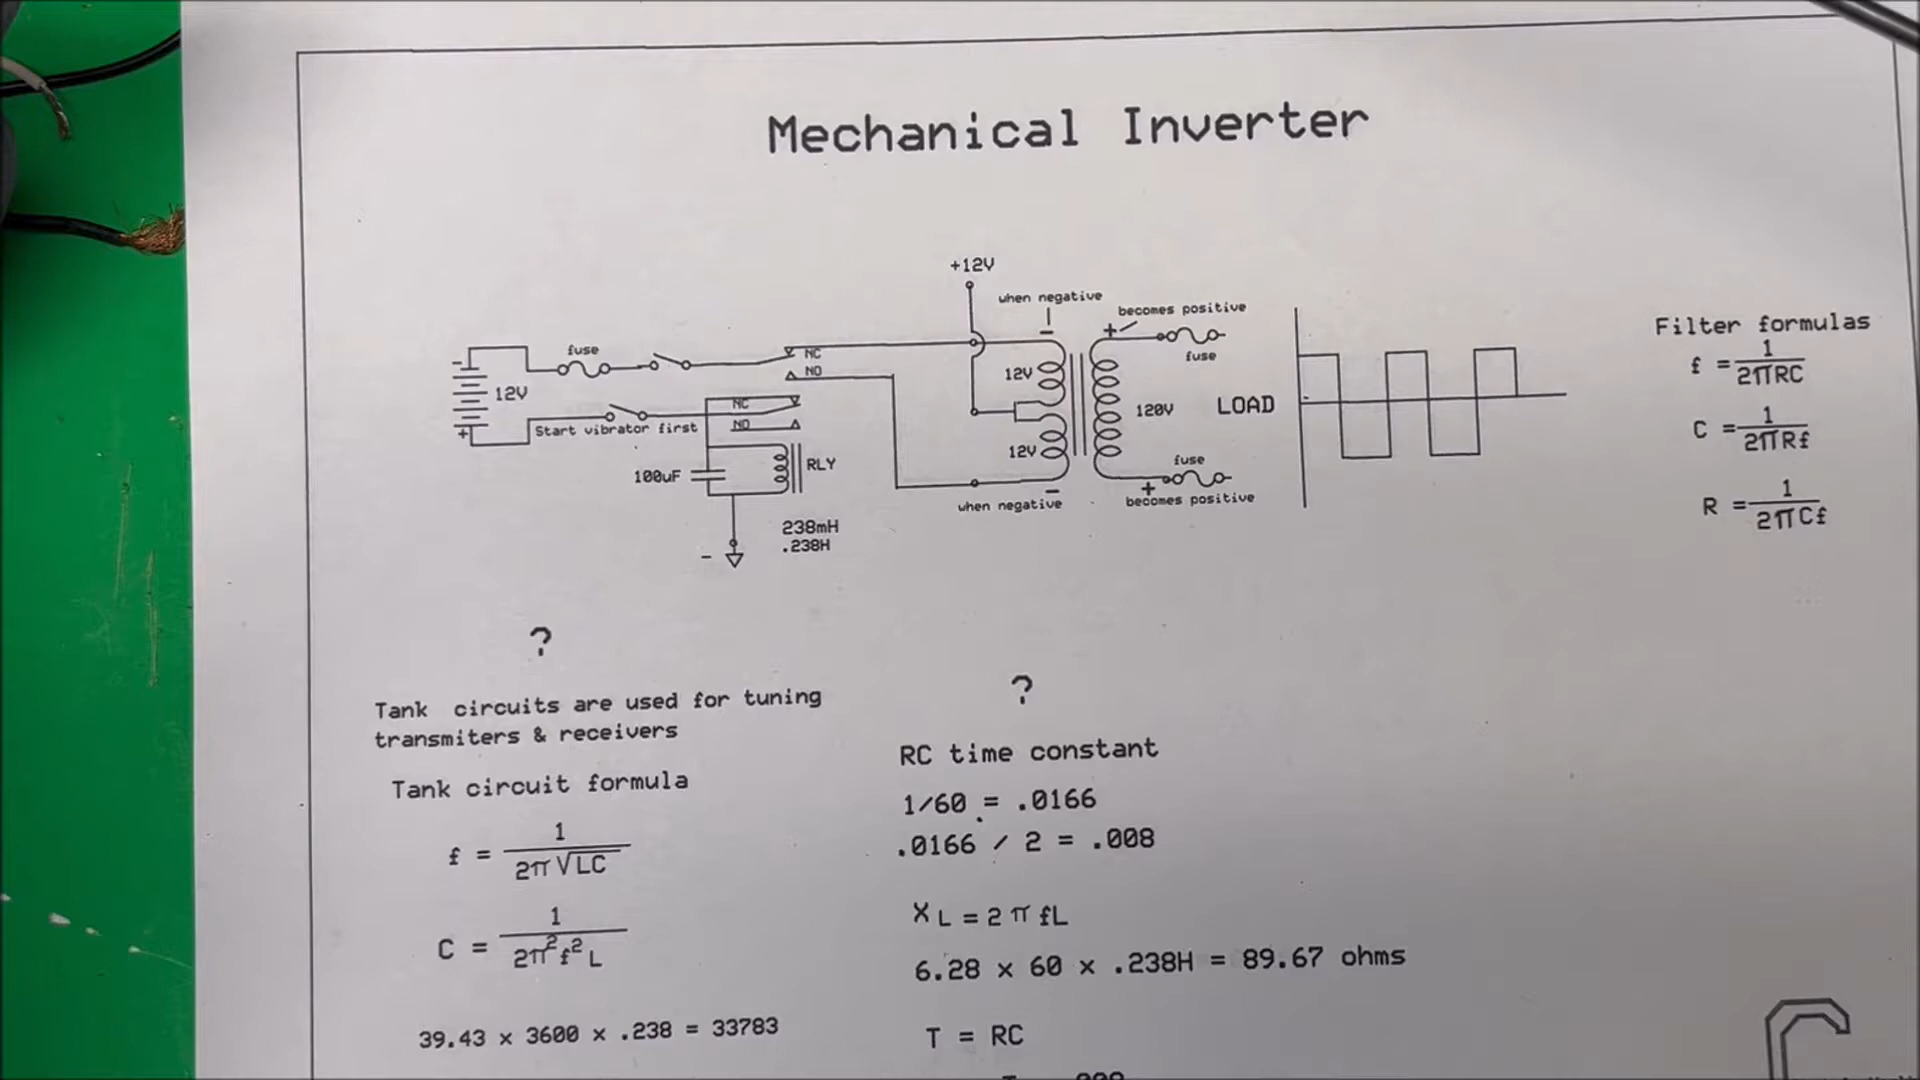 Mechanical Inverter
+12V
when negative
becomes positive
fuse
NC
NO
12V
12V
fuse
120V
LOAD
Start vibrator first
NC
NO
100uF
RLY
12V
fuse
when negative
becomes positive
238mH
.238H
Filter formulas
f = 1
2πRC
C = 1
2πRf
R = 1
2πCf
?
Tank circuits are used for tuning
transmiters & receivers
Tank circuit formula
f = 1
2π√LC
C = 1
2π²f²L
39.43 x 3600 x .238 = 33783
?
RC time constant
1/60 = .0166
.0166 / 2 = .008
XL = 2πfL
6.28 x 60 x .238H = 89.67 ohms
T = RC